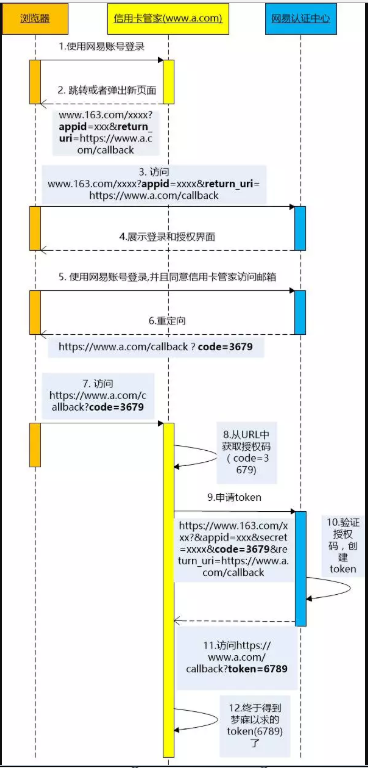 浏览器
信用卡管家(www.a.com)
网易认证中心
1.使用网易账号登录
2. 跳转或者弹出新页面
www.163.com/xxxx?
appid=xxx&return_
uri=https://www.a.c
om/callback
3. 访问
www.163.com/xxxx?appid=xxxx&return_uri=
https://www.a.com/callback
4.展示登录和授权界面
5. 使用网易账号登录,并且同意信用卡管家访问邮箱
6.重定向
https://www.a.com/callback ? code=3679
7. 访问
https://www.a.com/c
allback?code=3679
8.从URL中
获取授权码
( code=3
679)
9.申请token
https://www.163.com/x
xx?&appid=xxx&secret
=xxxx&code=3679&re
turn_uri=https://www.a.
com/callback
10.验证
授权
码，创
建
token
11.访问https://
www.a.com/
callback?token=6789
12.终于得到
梦寐以求的
token(6789)
了